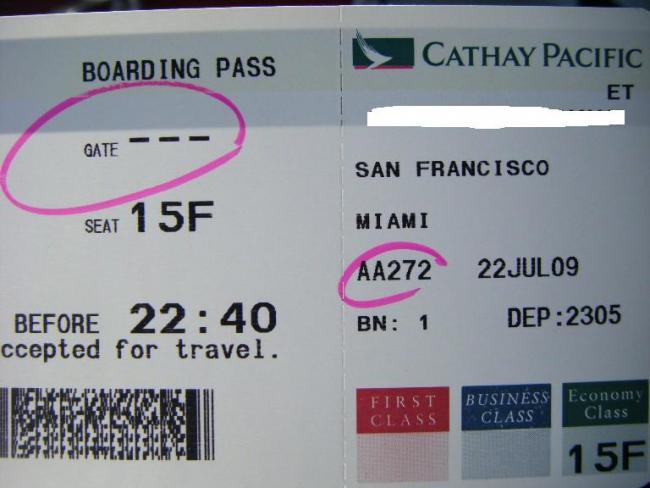 BOARDING PASS
GATE ---
SEAT 15F
BEFORE 22:40
ccepted for travel.
CATHAY PACIFIC
ET
SAN FRANCISCO
MIAMI
AA272 22JUL09
BN: 1 DEP:2305
FIRST CLASS
BUSINESS CLASS
Economy Class
15F